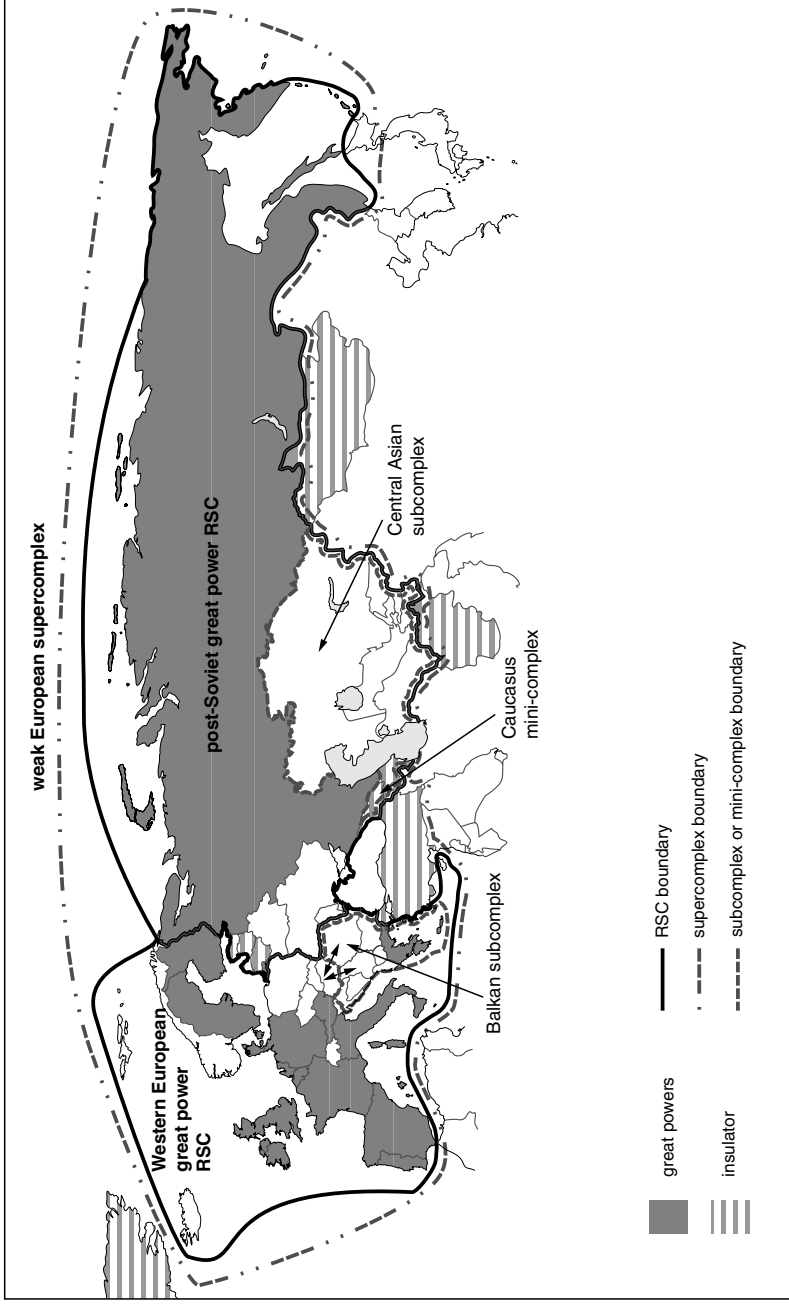 weak European supercomplex
Western European
great power
RSC
post-Soviet great power RSC
Central Asian
subcomplex
Caucasus
mini-complex
Balkan subcomplex
great powers
insulator
RSC boundary
supercomplex boundary
subcomplex or mini-complex boundary